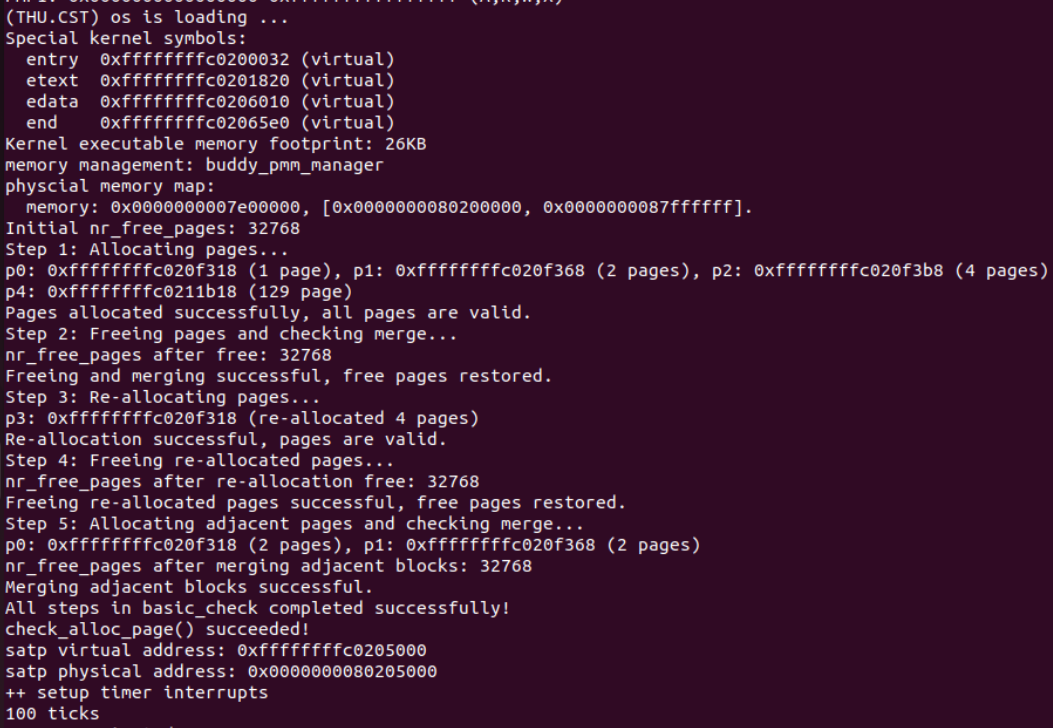 (THU.CST) os is loading ...
Special kernel symbols:
  entry  0xffffffffc0200032 (virtual)
  etext  0xffffffffc0201820 (virtual)
  edata  0xffffffffc0206010 (virtual)
  end    0xffffffffc02065e0 (virtual)
Kernel executable memory footprint: 26KB
memory management: buddy_pmm_manager
physcial memory map:
  memory: 0x0000000007e00000, [0x0000000080200000, 0x0000000087ffffff].
Initial nr_free_pages: 32768
Step 1: Allocating pages...
p0: 0xffffffffc020f318 (1 page), p1: 0xffffffffc020f368 (2 pages), p2: 0xffffffffc020f3b8 (4 pages)
p4: 0xffffffffc0211b18 (129 page)
Pages allocated successfully, all pages are valid.
Step 2: Freeing pages and checking merge...
nr_free_pages after free: 32768
Freeing and merging successful, free pages restored.
Step 3: Re-allocating pages...
p3: 0xffffffffc020f318 (re-allocated 4 pages)
Re-allocation successful, pages are valid.
Step 4: Freeing re-allocated pages...
nr_free_pages after re-allocation free: 32768
Freeing re-allocated pages successful, free pages restored.
Step 5: Allocating adjacent pages and checking merge...
p0: 0xffffffffc020f318 (2 pages), p1: 0xffffffffc020f368 (2 pages)
nr_free_pages after merging adjacent blocks: 32768
Merging adjacent blocks successful.
All steps in basic_check completed successfully!
check_alloc_page() succeeded!
satp virtual address: 0xffffffffc0205000
satp physical address: 0x0000000080205000
++ setup timer interrupts
100 ticks